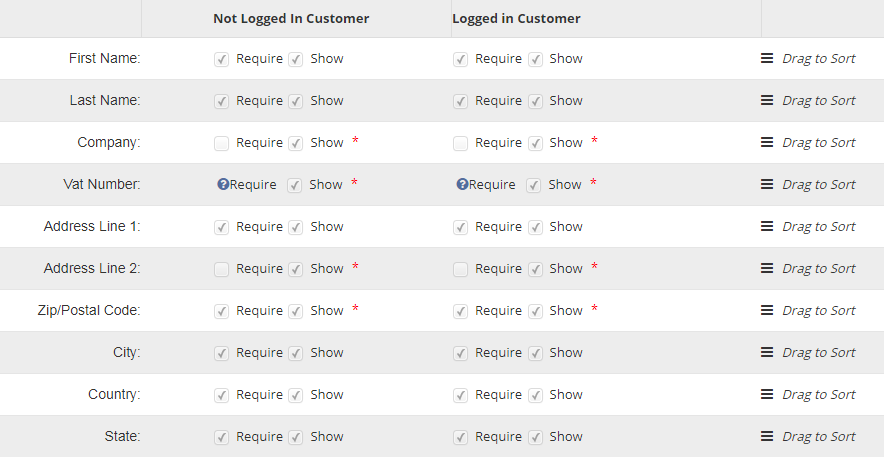 Not Logged In Customer Logged in Customer
First Name: Require Show Require Show Drag to Sort
Last Name: Require Show Require Show Drag to Sort
Company: Require Show * Require Show * Drag to Sort
Vat Number: ?Require Show * ?Require Show * Drag to Sort
Address Line 1: Require Show Require Show Drag to Sort
Address Line 2: Require Show * Require Show * Drag to Sort
Zip/Postal Code: Require Show * Require Show * Drag to Sort
City: Require Show Require Show Drag to Sort
Country: Require Show Require Show Drag to Sort
State: Require Show Require Show Drag to Sort